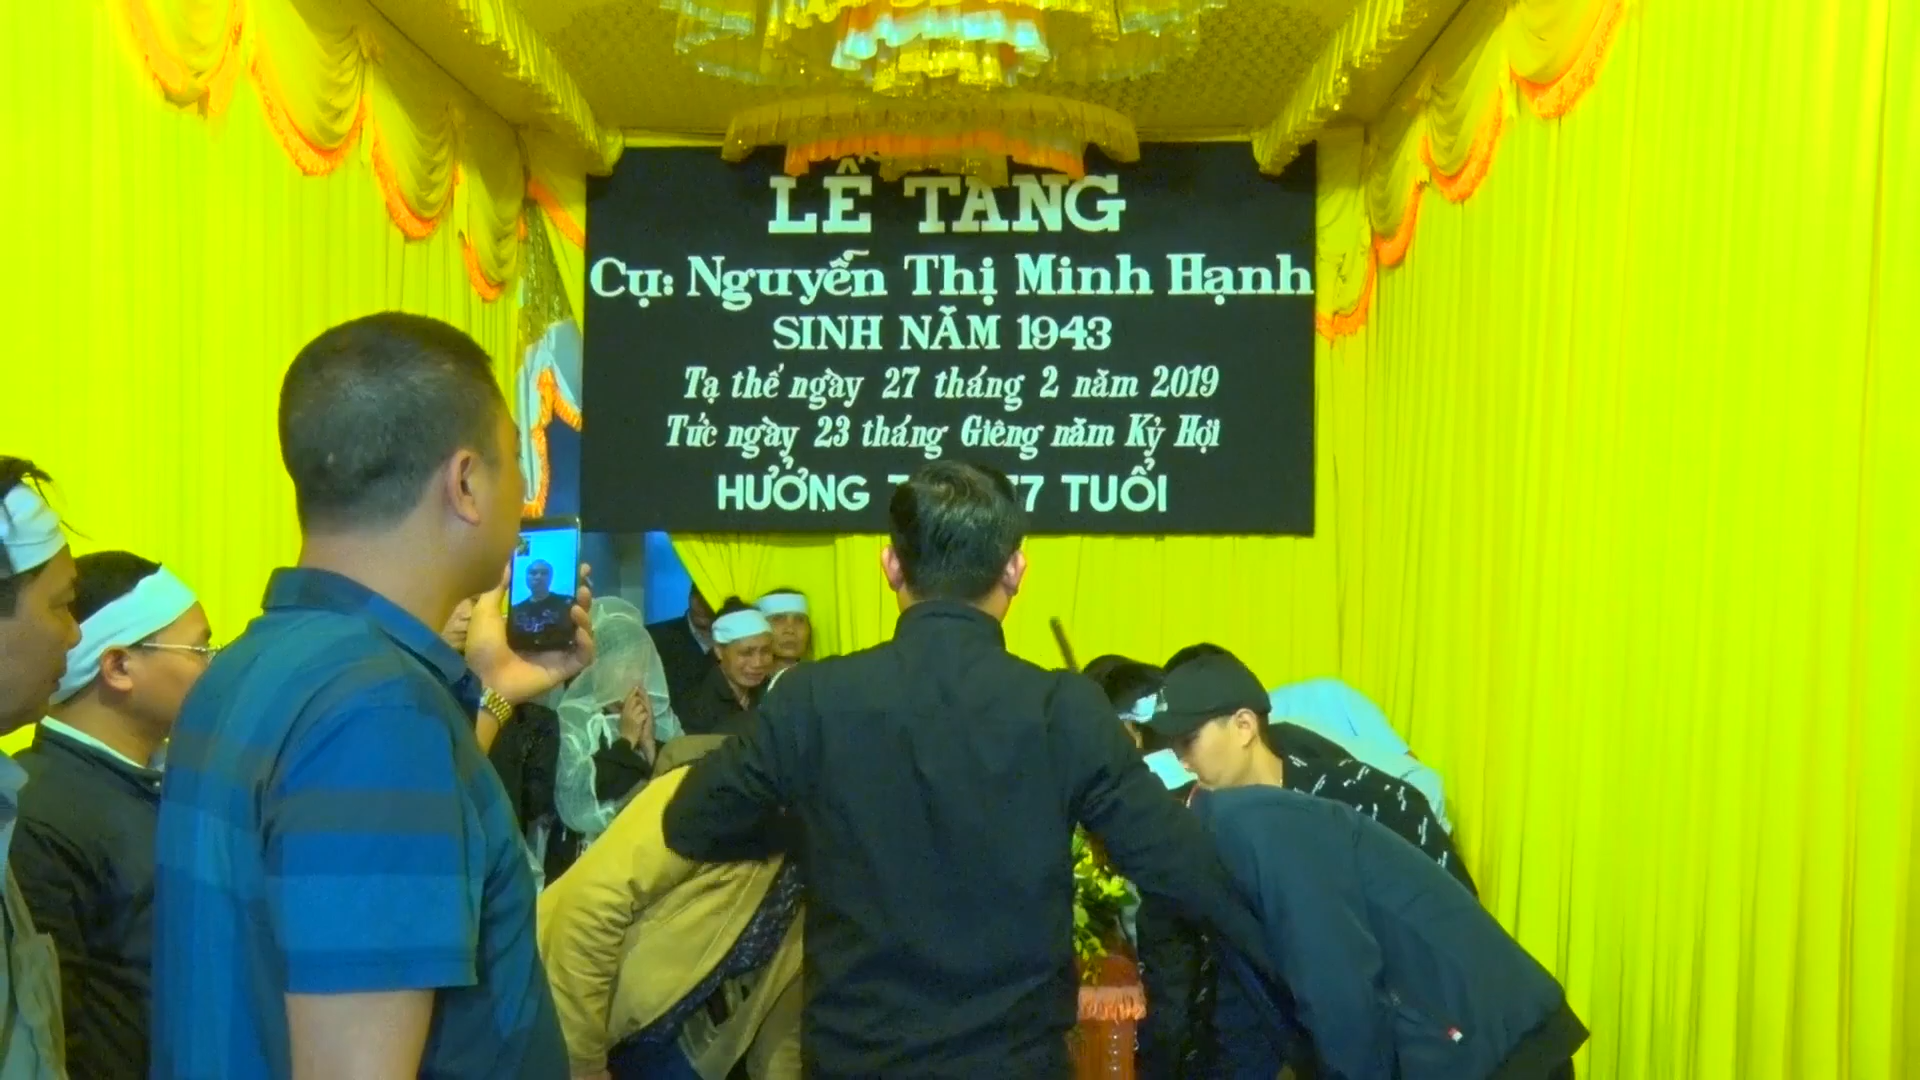 LỄ TANG
Cụ: Nguyễn Thị Minh Hạnh
SINH NĂM 1943
Tạ thế ngày 27 tháng 2 năm 2019
Tức ngày 23 tháng Giêng năm Kỷ Hợi
HƯỞNG 77 TUỔI